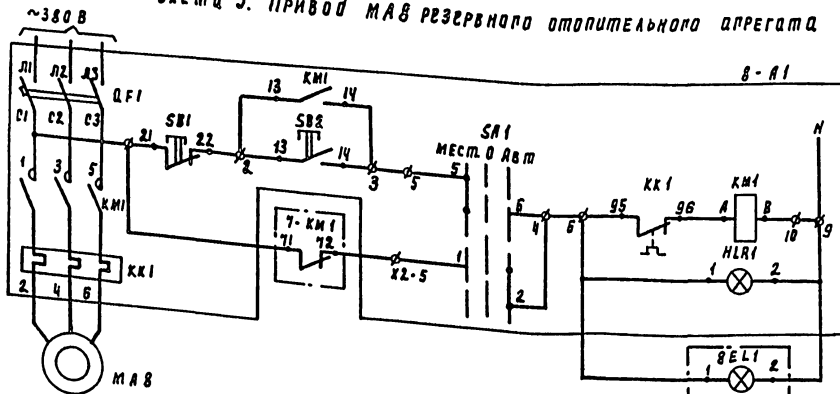 Схема 5. Привод МА8 резервного отопительного агрегата
~380 В
8-А1
Л1 Л2 Л3
QF1
С1 С2 С3
21 SB1 22
2
13 КМ1 14
13 SB2 14
3 5
SA1
Мест. 0 Авт
5
1
6
2
4 6
КК1
95 96
КМ1
А В
10 9
N
1 3 5
КМ1
7-КМ1
71 72
Х2-5
HLR1
1 2
КК1
2 4 6
8EL1
1 2
МА8